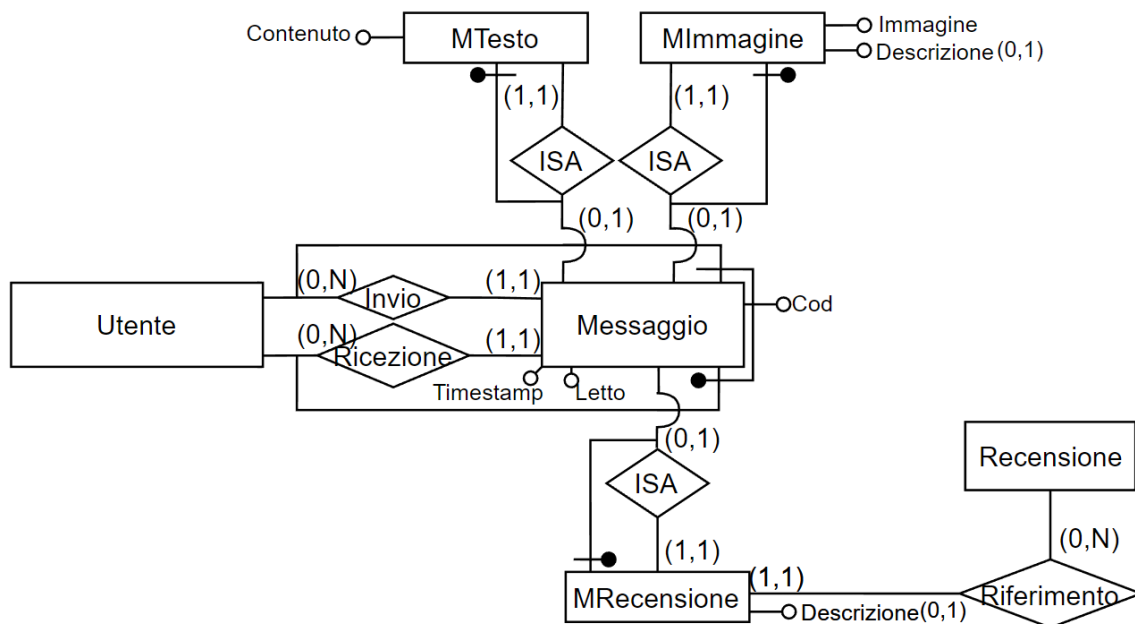 Contenuto
MTesto
MImmagine
Immagine
Descrizione(0,1)
(1,1)
(1,1)
ISA
ISA
(0,1)
(0,1)
(0,N)
Invio
(1,1)
Utente
Messaggio
Cod
(0,N)
Ricezione
(1,1)
Timestamp
Letto
(0,1)
ISA
Recensione
(1,1)
(0,N)
MRecensione
(1,1)
Riferimento
Descrizione(0,1)